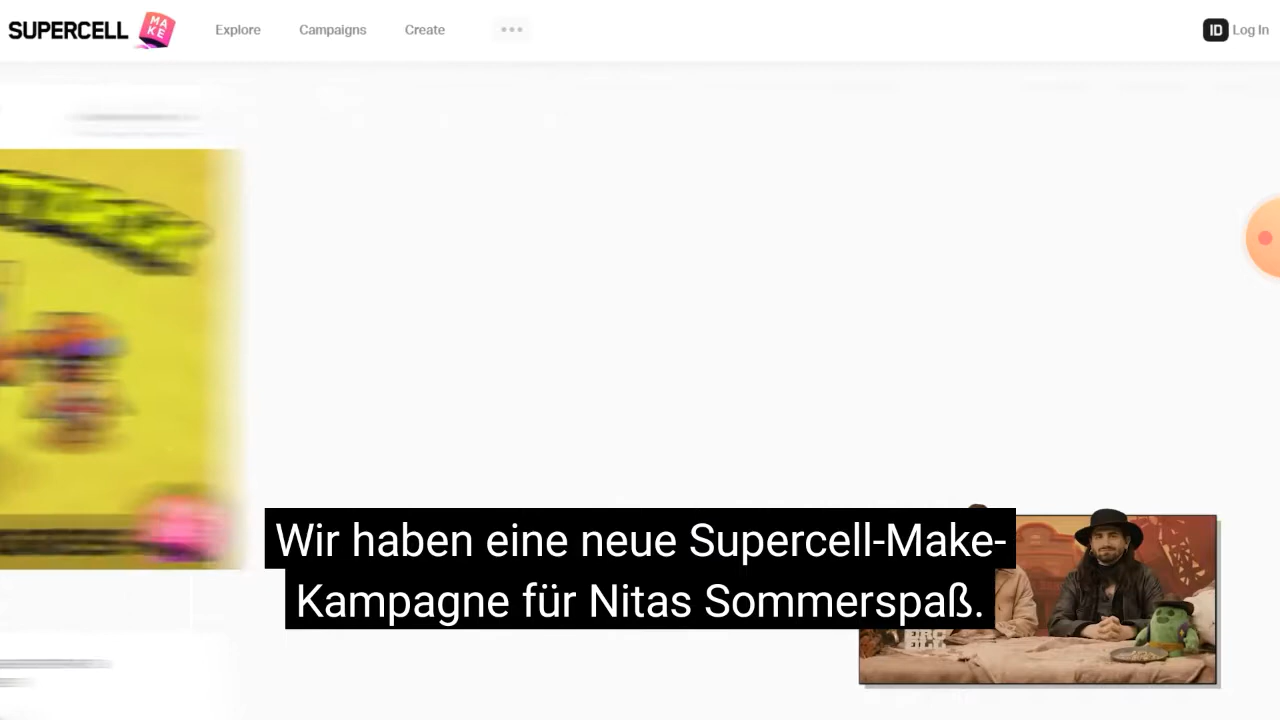 SUPERCELL MAKE Explore Campaigns Create ID Log In
Wir haben eine neue Supercell-Make-
Kampagne für Nitas Sommerspaß.